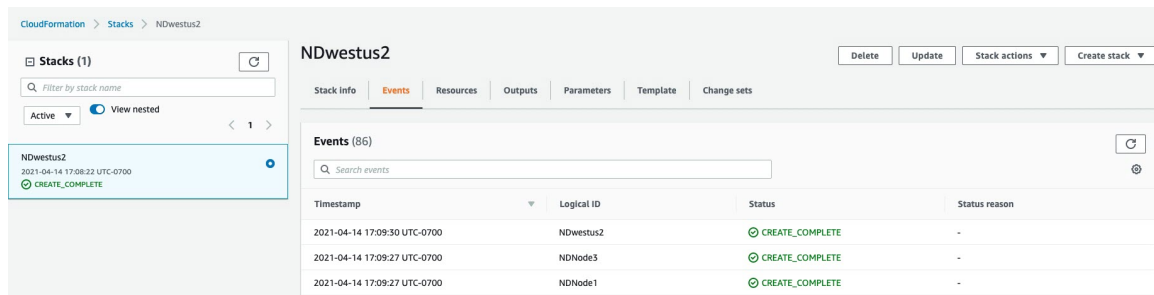 CloudFormation > Stacks > NDwestus2
Stacks (1)
Filter by stack name
Active ▼ View nested
< 1 >
NDwestus2
2021-04-14 17:08:22 UTC-0700
CREATE_COMPLETE
NDwestus2
Delete Update Stack actions ▼ Create stack ▼
Stack info Events Resources Outputs Parameters Template Change sets
Events (86)
Search events
Timestamp ▼ Logical ID Status Status reason
2021-04-14 17:09:30 UTC-0700 NDwestus2 CREATE_COMPLETE -
2021-04-14 17:09:27 UTC-0700 NDNode3 CREATE_COMPLETE -
2021-04-14 17:09:27 UTC-0700 NDNode1 CREATE_COMPLETE -